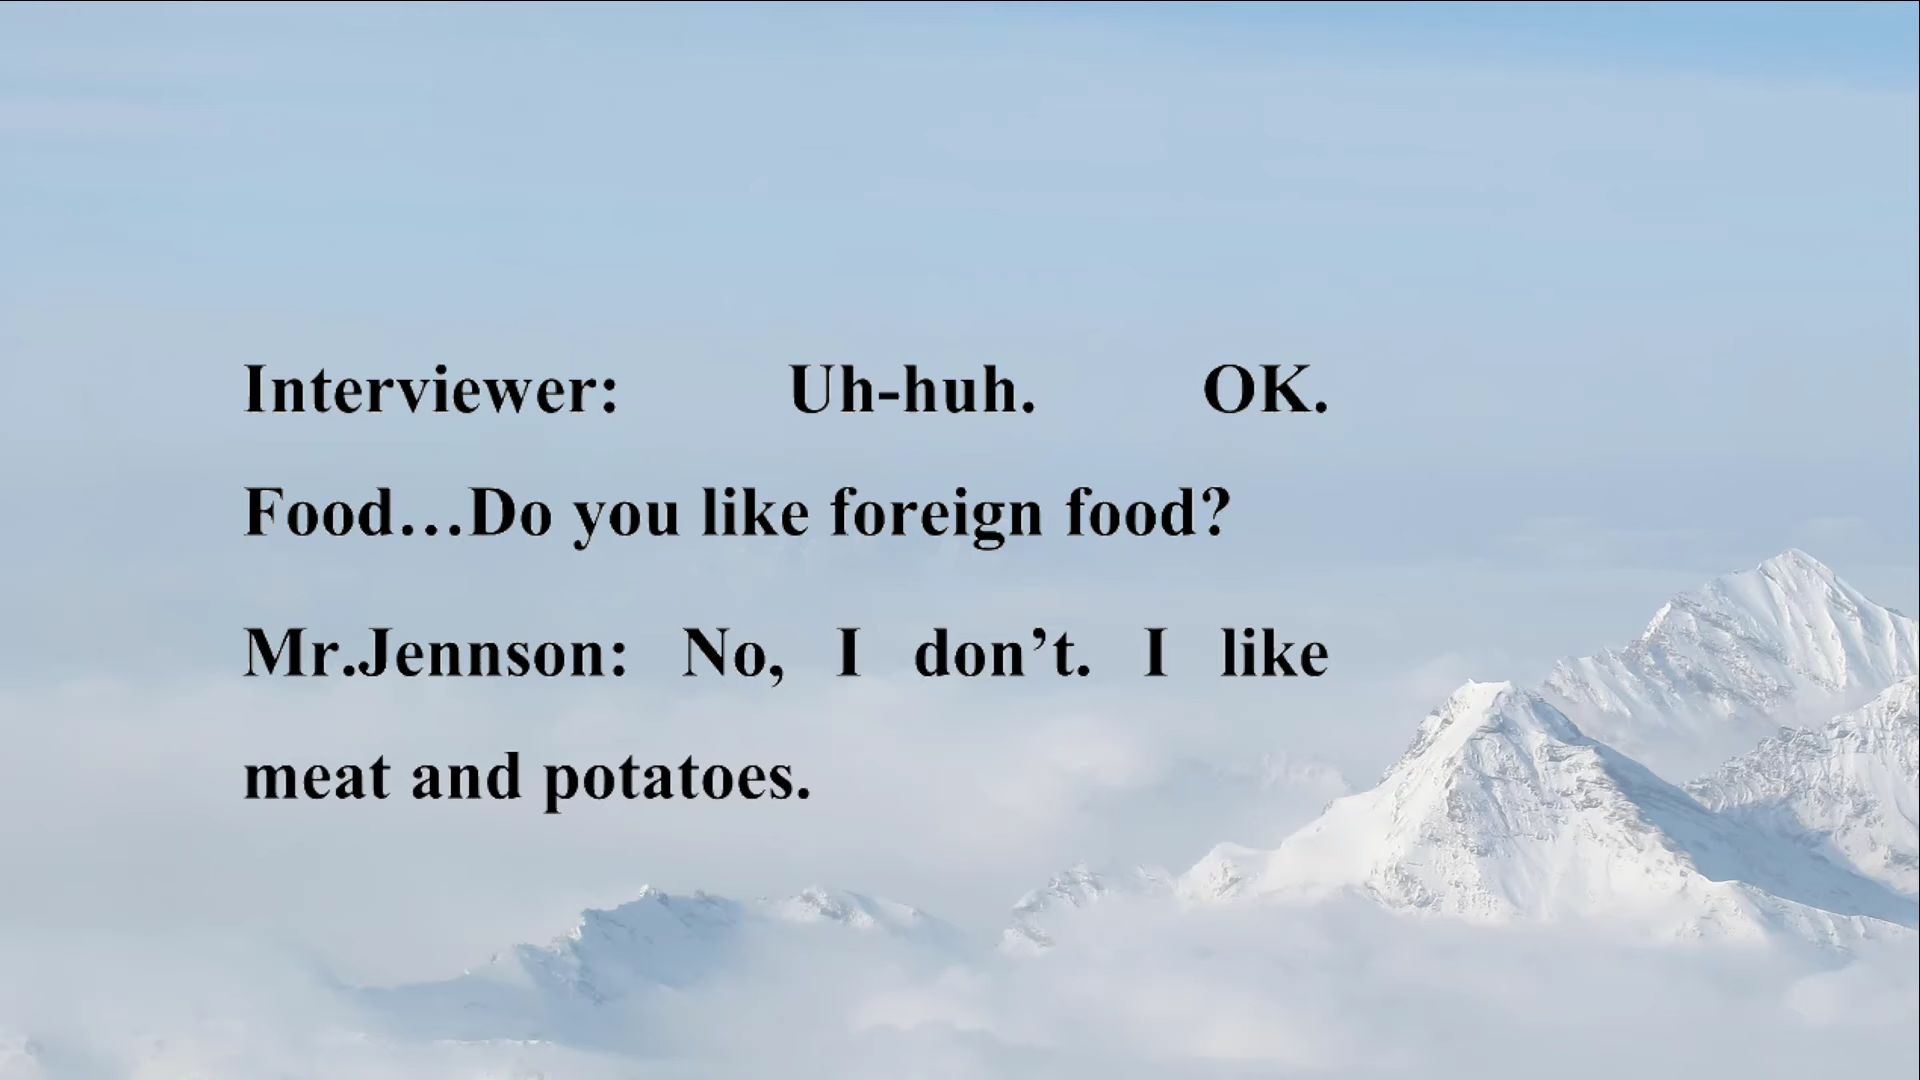 Interviewer: Uh-huh. OK.
Food…Do you like foreign food?
Mr.Jennson: No, I don’t. I like
meat and potatoes.